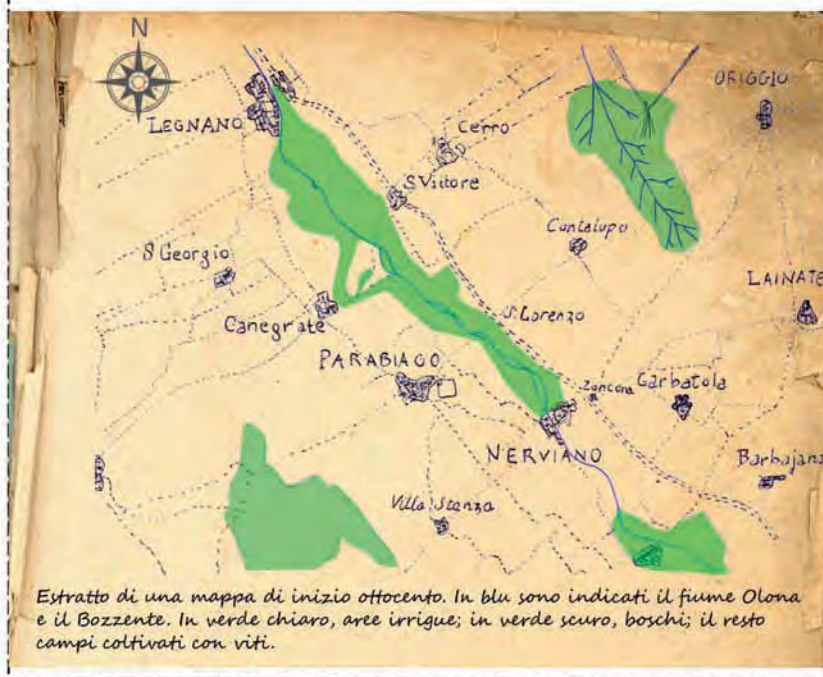 N
ORIGGIO
LEGNANO
Cerro
S Vittore
Cantalupo
S Georgio
LAINATE
Canegrate
S. Lorenzo
PARABIAGO
Zancona Garbatola
NERVIANO
Barbajana
Villa Stanza
Estratto di una mappa di inizio ottocento. In blu sono indicati il fiume Olona
e il Bozzente. In verde chiaro, aree irrigue; in verde scuro, boschi; il resto
campi coltivati con viti.